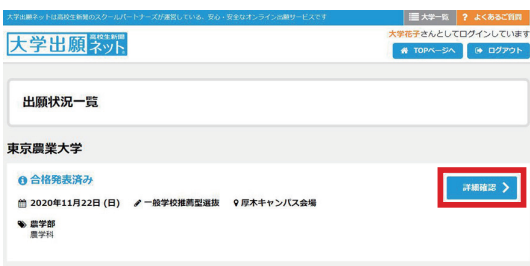 大学出願ネットは高校生新聞のスクールパートナーズが運営している、安心・安全なオンライン出願サービスです
大学一覧 ? よくあるご質問
大学出願ネット 高校生新聞
大学花子さんとしてログインしています
TOPページへ ログアウト
出願状況一覧
東京農業大学
合格発表済み
詳細確認
2020年11月22日 (日) 一般学校推薦型選抜 厚木キャンパス会場
農学部
農学科